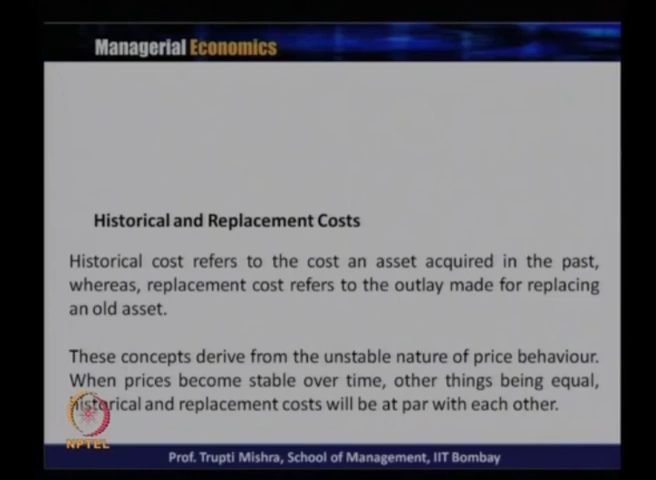 Managerial Economics
Historical and Replacement Costs
Historical cost refers to the cost an asset acquired in the past,
whereas, replacement cost refers to the outlay made for replacing
an old asset.
These concepts derive from the unstable nature of price behaviour.
When prices become stable over time, other things being equal,
historical and replacement costs will be at par with each other.
NPTEL
Prof. Trupti Mishra, School of Management, IIT Bombay